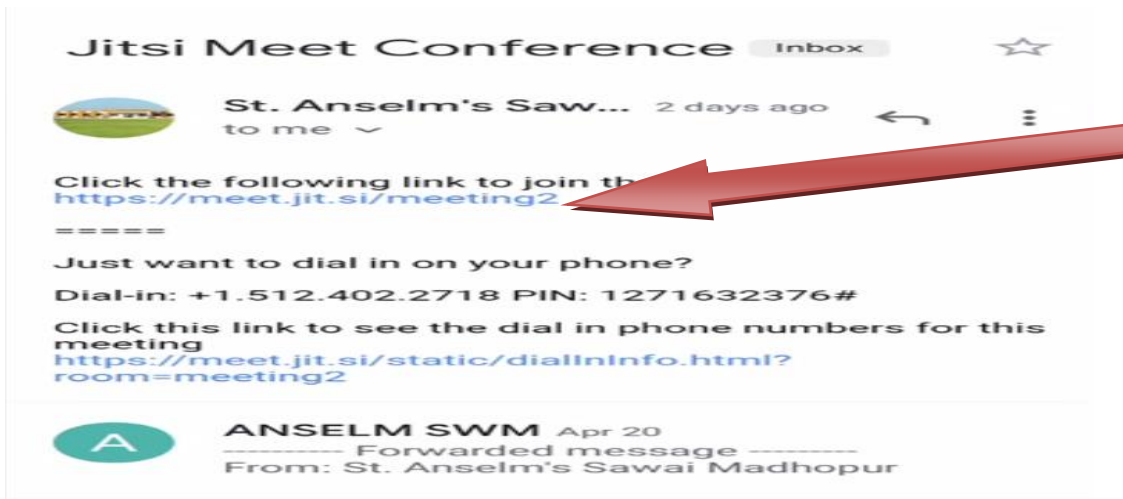 Jitsi Meet Conference Inbox
St. Anselm's Saw... 2 days ago
to me
Click the following link to join th
https://meet.jit.si/meeting2
=====
Just want to dial in on your phone?
Dial-in: +1.512.402.2718 PIN: 1271632376#
Click this link to see the dial in phone numbers for this
meeting
https://meet.jit.si/static/dialInInfo.html?
room=meeting2
A
ANSELM SWM Apr 20
---------- Forwarded message ---------
From: St. Anselm's Sawai Madhopur